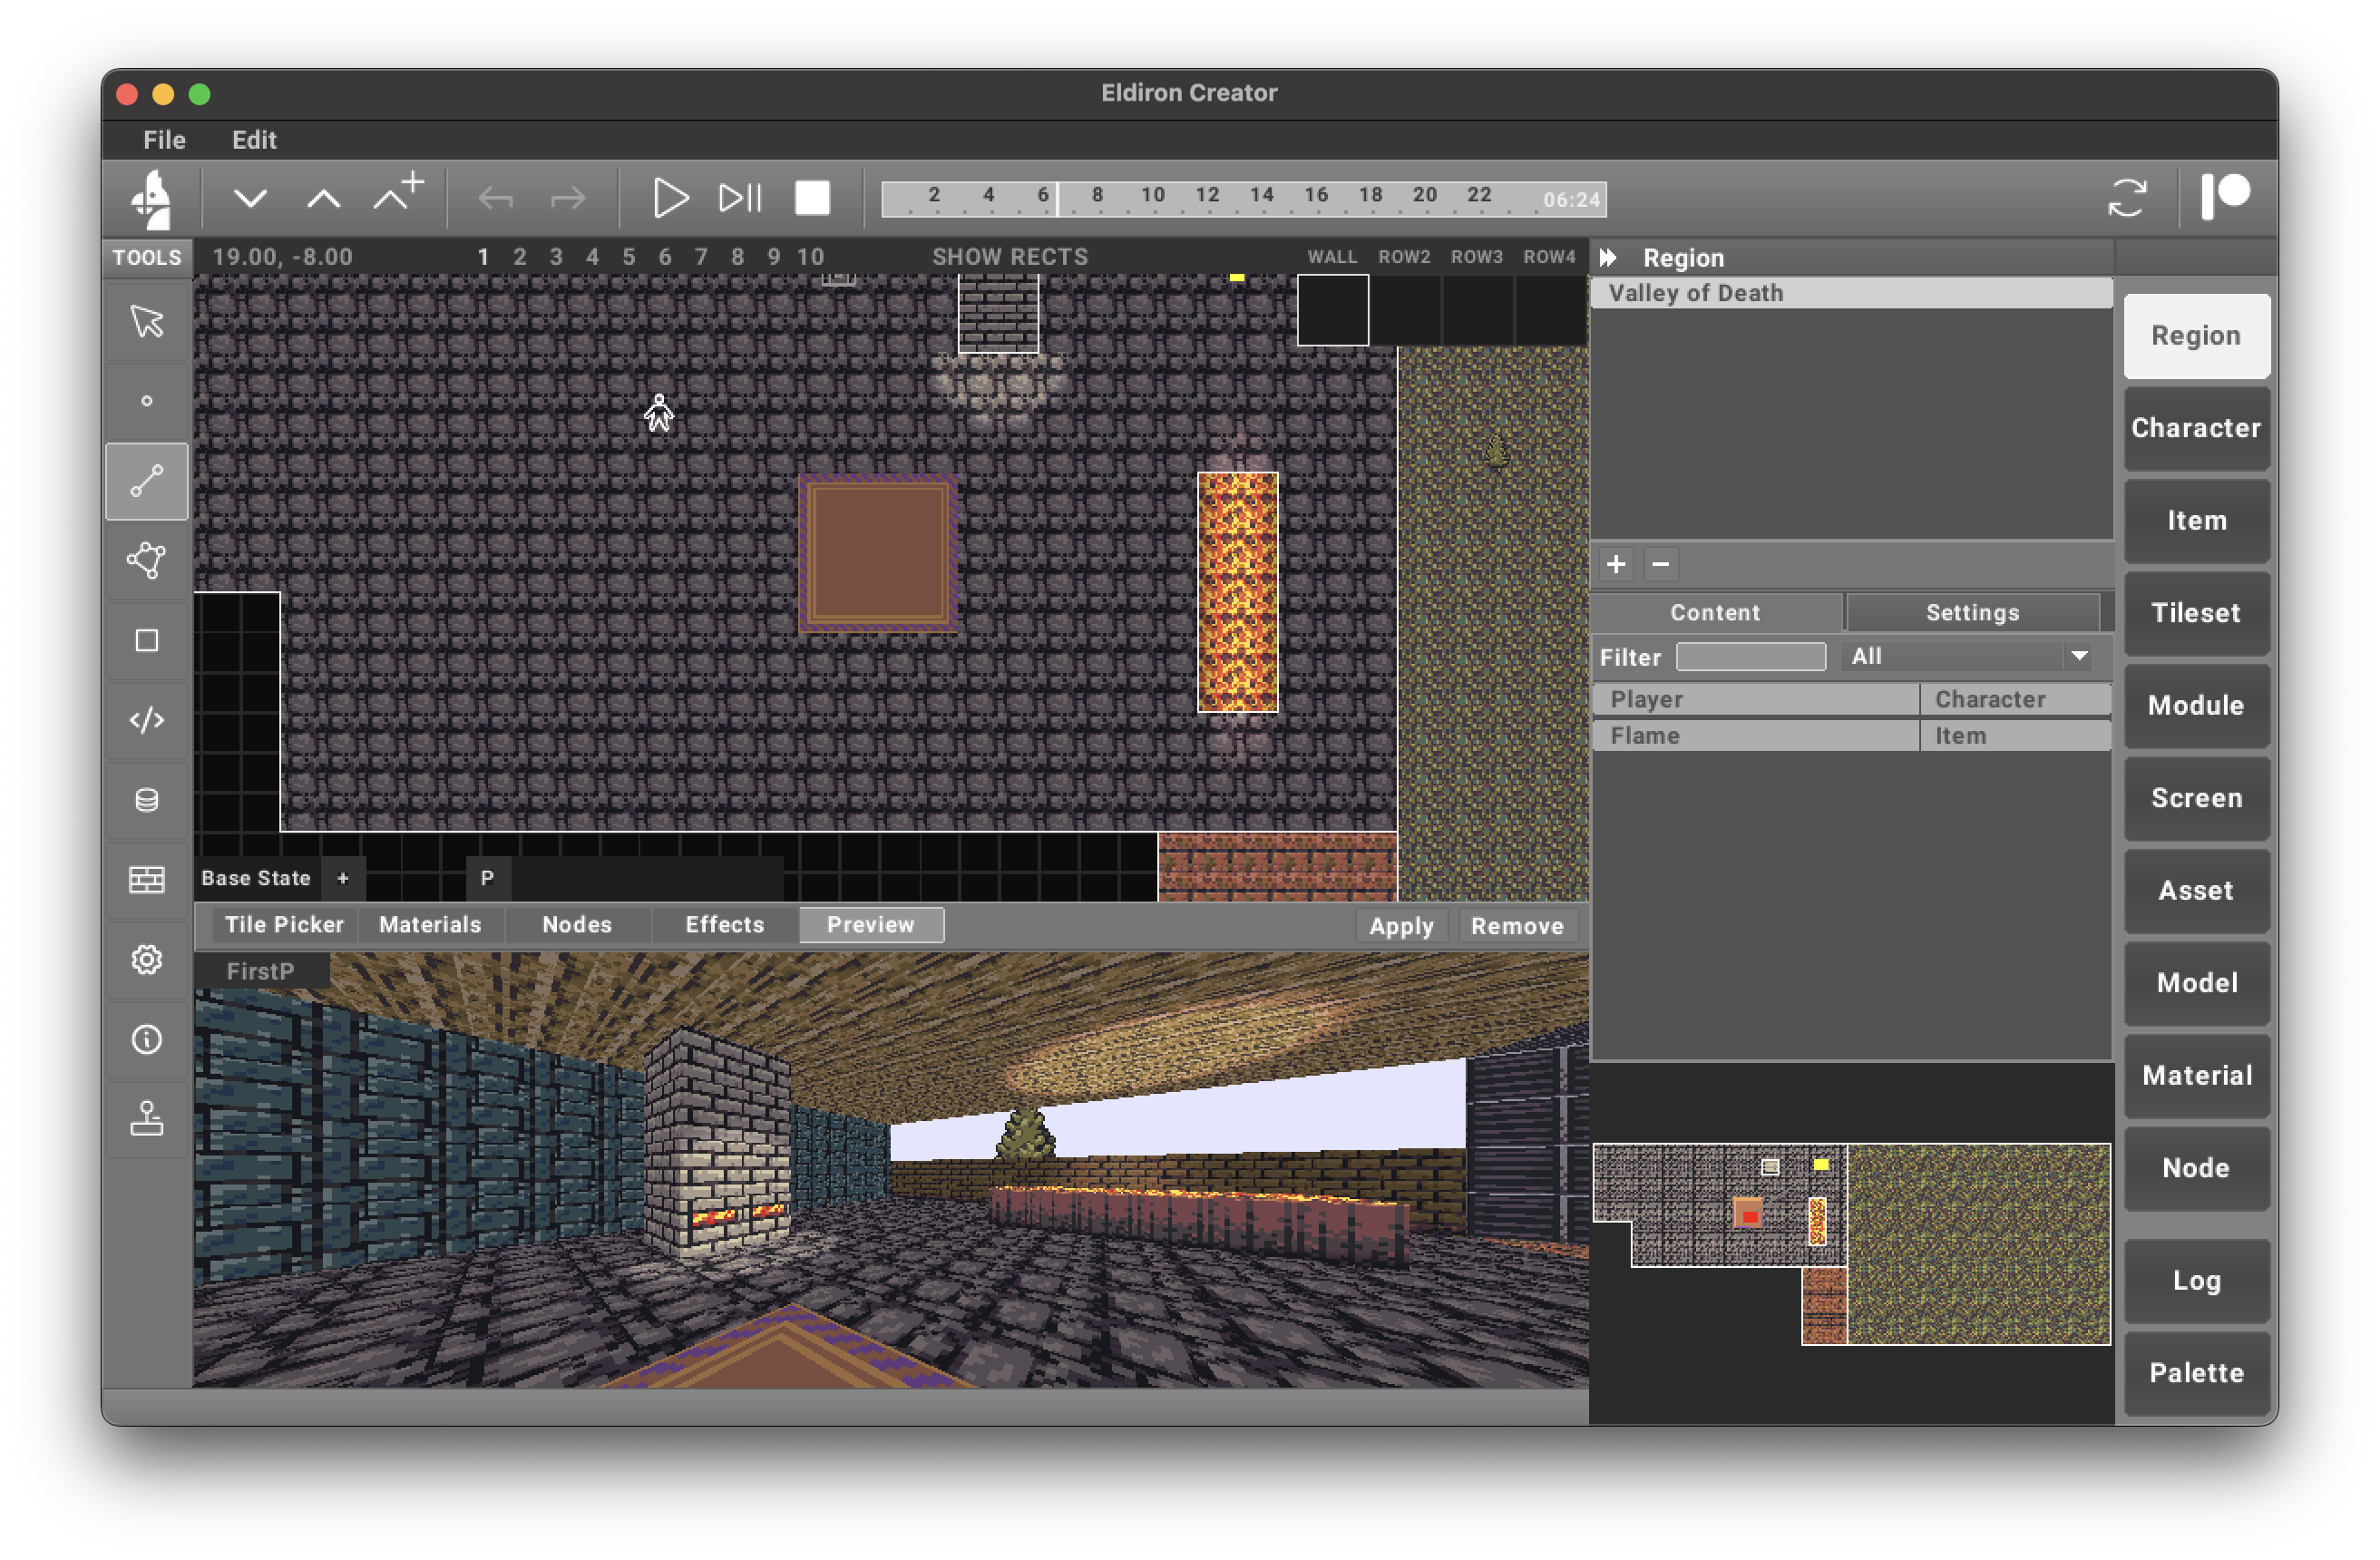 Eldiron Creator
File Edit
2 4 6 8 10 12 14 16 18 20 22 06:24
TOOLS 19.00, -8.00 1 2 3 4 5 6 7 8 9 10 SHOW RECTS WALL ROW2 ROW3 ROW4
Region
Valley of Death
Content Settings
Filter All
Player Character
Flame Item
Base State + P
Tile Picker Materials Nodes Effects Preview Apply Remove
FirstP
Region
Character
Item
Tileset
Module
Screen
Asset
Model
Material
Node
Log
Palette